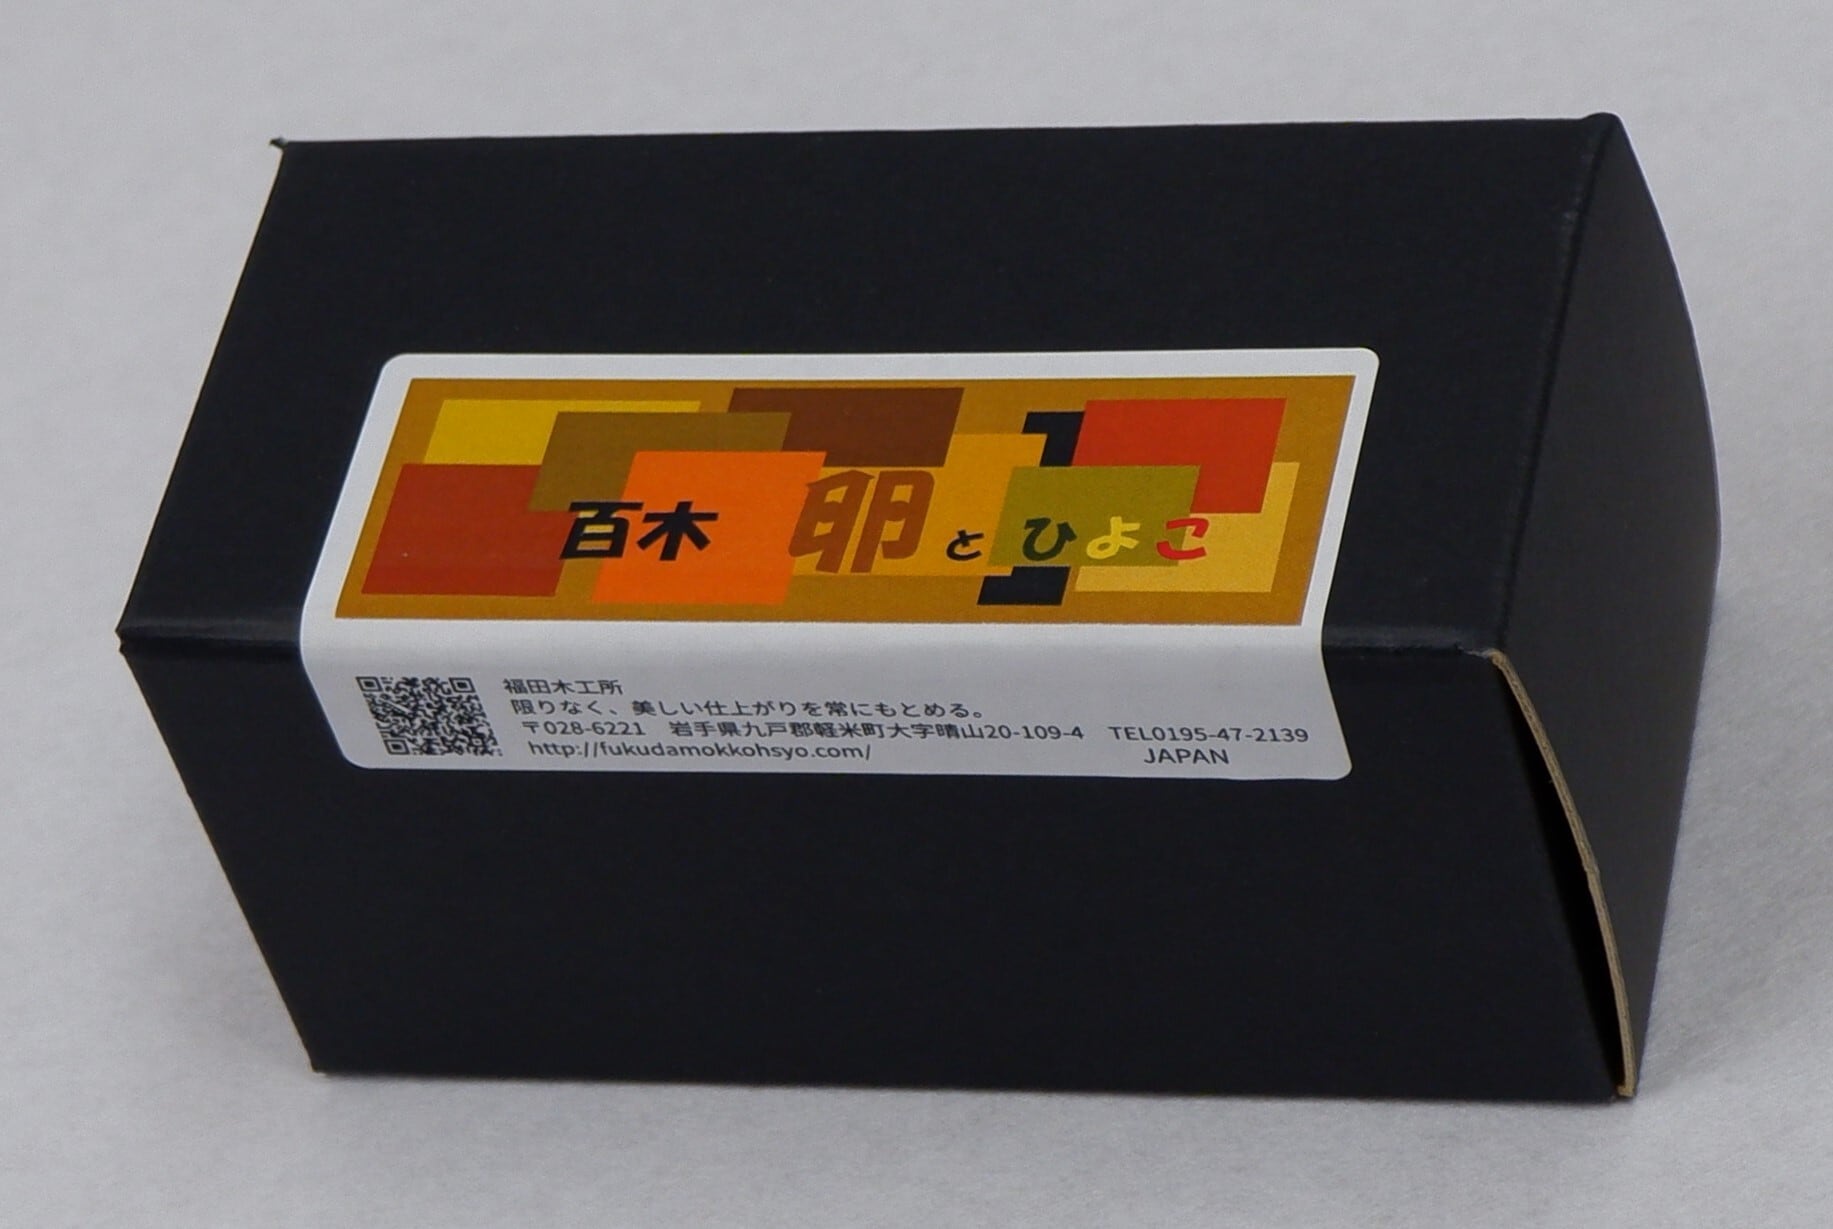 百木 卵とひよこ
福田木工所
限りなく、美しい仕上がりを常にもとめる。
〒028-6221 岩手県九戸郡軽米町大字晴山20-109-4 TEL0195-47-2139
http://fukudamokkohsyo.com/ JAPAN